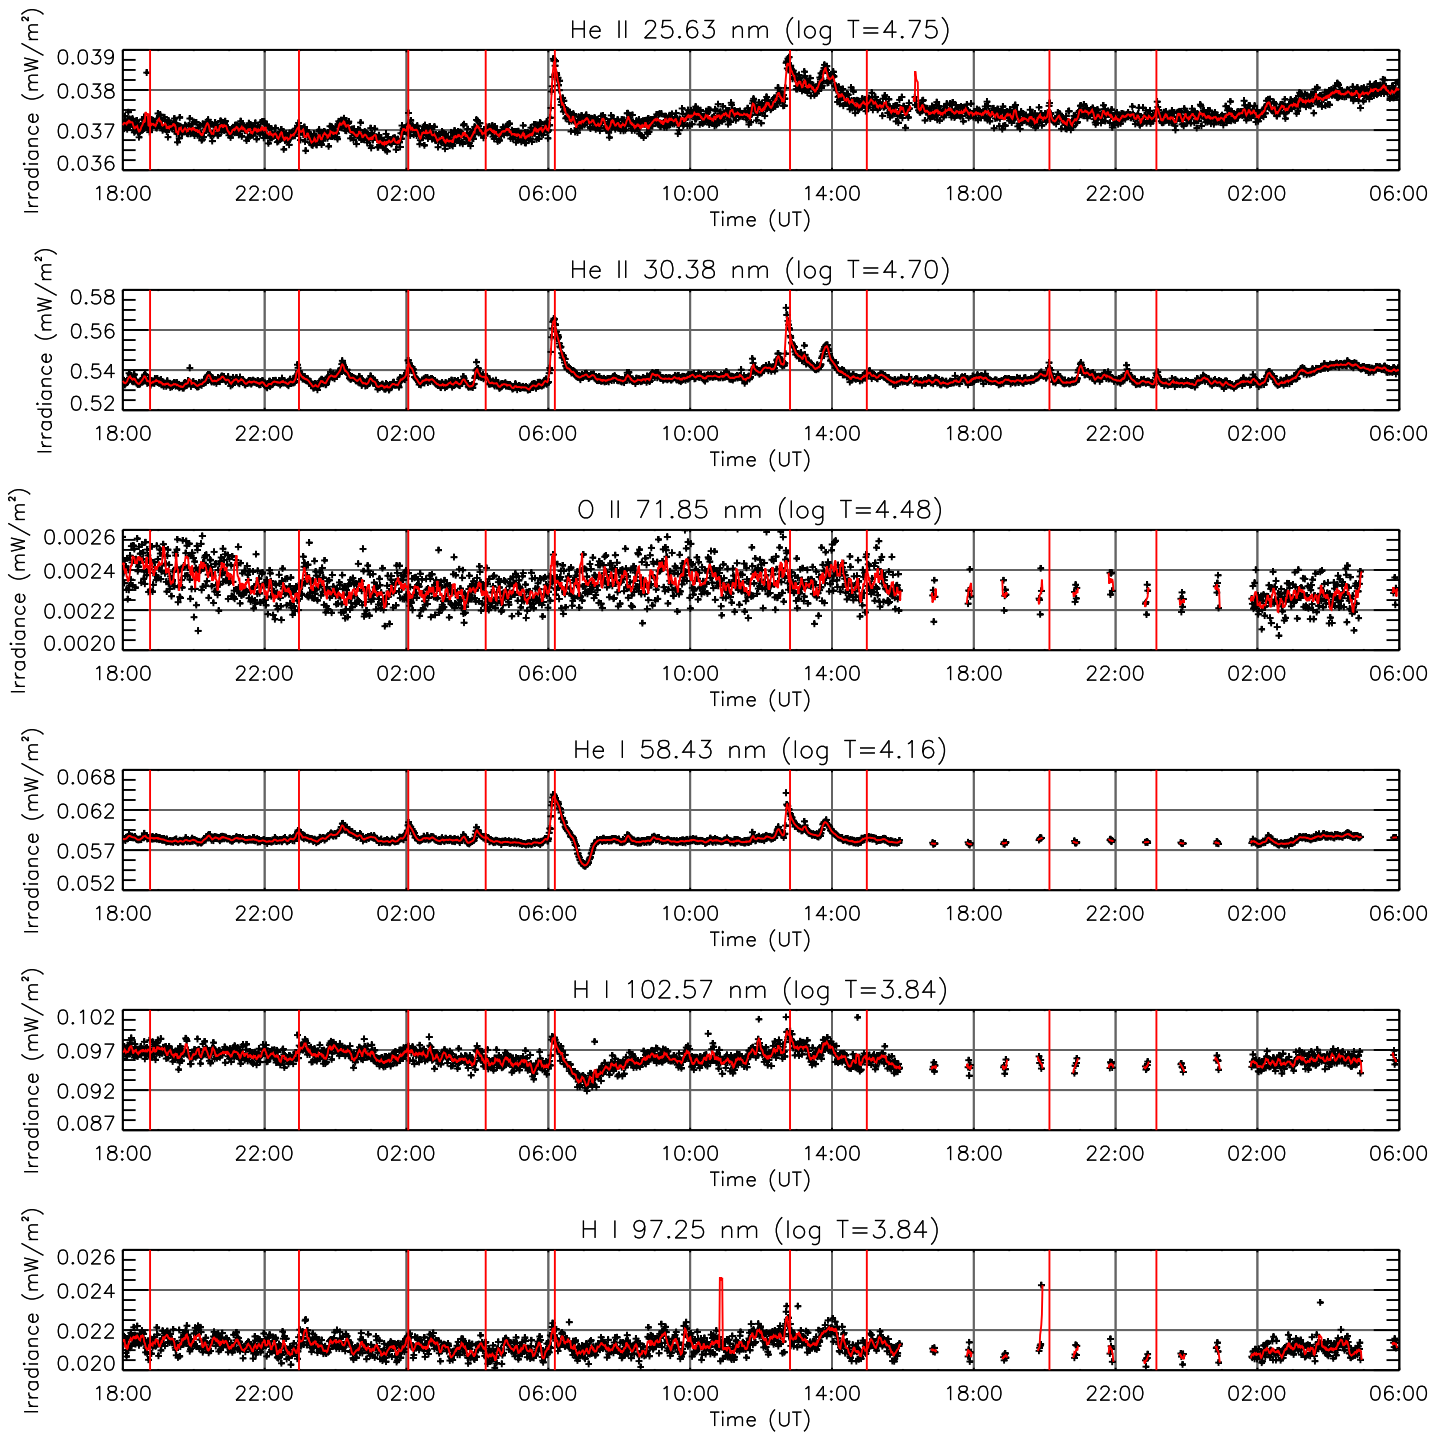 He II 25.63 nm (log T=4.75)
Irradiance (mW/m²)
0.039
0.038
0.037
0.036
18:00 22:00 02:00 06:00 10:00 14:00 18:00 22:00 02:00 06:00
Time (UT)
He II 30.38 nm (log T=4.70)
Irradiance (mW/m²)
0.58
0.56
0.54
0.52
18:00 22:00 02:00 06:00 10:00 14:00 18:00 22:00 02:00 06:00
Time (UT)
O II 71.85 nm (log T=4.48)
Irradiance (mW/m²)
0.0026
0.0024
0.0022
0.0020
18:00 22:00 02:00 06:00 10:00 14:00 18:00 22:00 02:00 06:00
Time (UT)
He I 58.43 nm (log T=4.16)
Irradiance (mW/m²)
0.068
0.062
0.057
0.052
18:00 22:00 02:00 06:00 10:00 14:00 18:00 22:00 02:00 06:00
Time (UT)
H I 102.57 nm (log T=3.84)
Irradiance (mW/m²)
0.102
0.097
0.092
0.087
18:00 22:00 02:00 06:00 10:00 14:00 18:00 22:00 02:00 06:00
Time (UT)
H I 97.25 nm (log T=3.84)
Irradiance (mW/m²)
0.026
0.024
0.022
0.020
18:00 22:00 02:00 06:00 10:00 14:00 18:00 22:00 02:00 06:00
Time (UT)